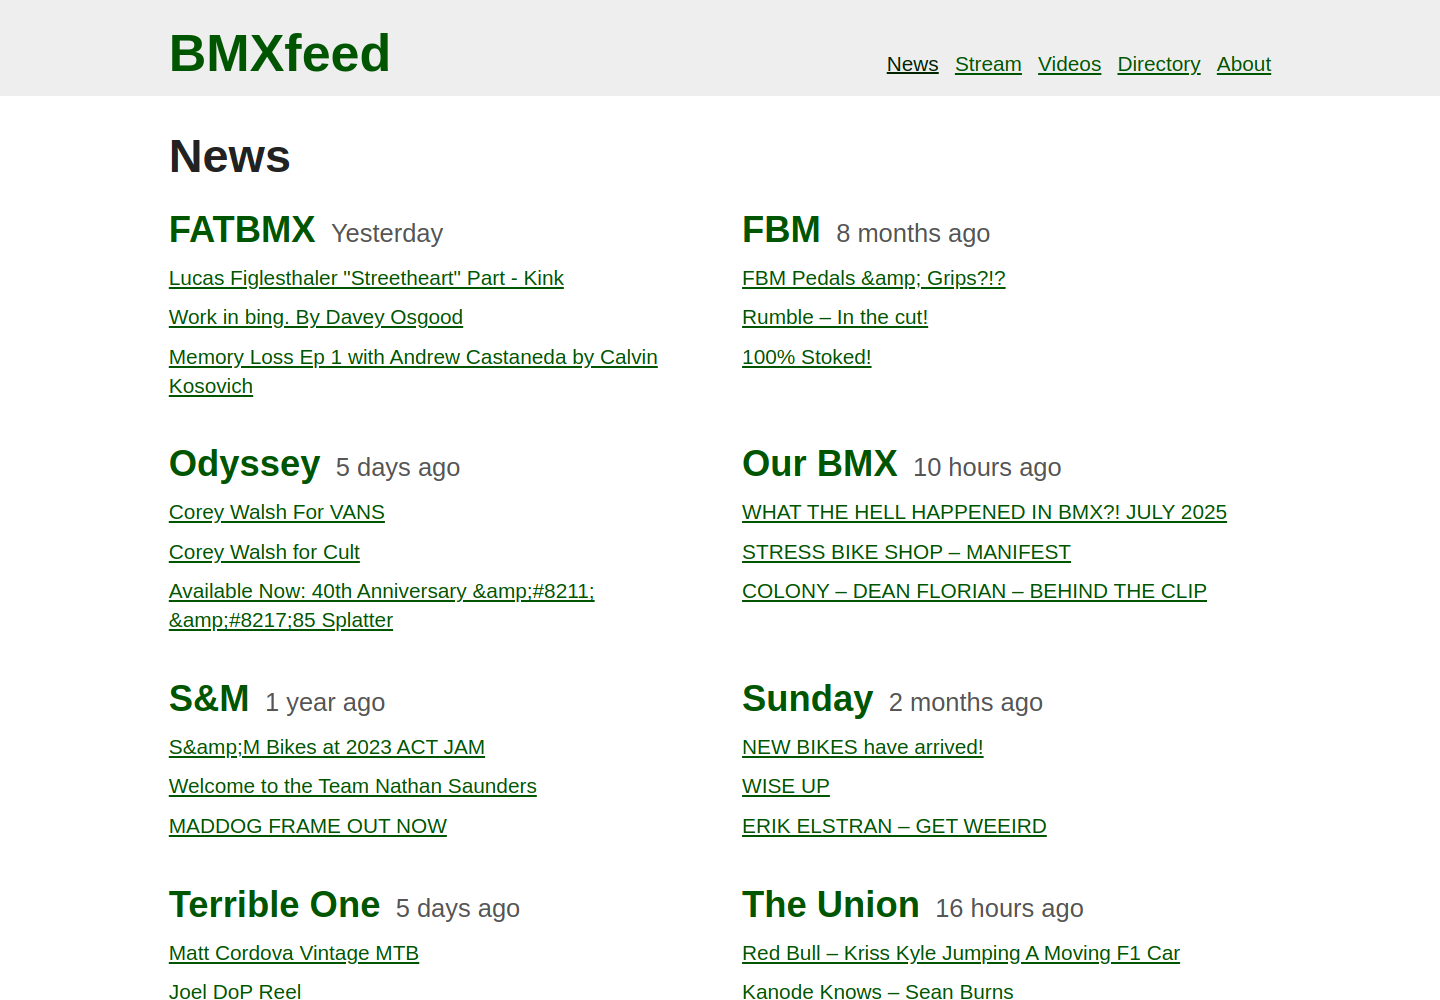 BMXfeed
News Stream Videos Directory About
News
FATBMX Yesterday
Lucas Figlesthaler "Streetheart" Part - Kink
Work in bing. By Davey Osgood
Memory Loss Ep 1 with Andrew Castaneda by Calvin
Kosovich
FBM 8 months ago
FBM Pedals &amp; Grips?!?
Rumble – In the cut!
100% Stoked!
Odyssey 5 days ago
Corey Walsh For VANS
Corey Walsh for Cult
Available Now: 40th Anniversary &amp;#8211;
&amp;#8217;85 Splatter
Our BMX 10 hours ago
WHAT THE HELL HAPPENED IN BMX?! JULY 2025
STRESS BIKE SHOP – MANIFEST
COLONY – DEAN FLORIAN – BEHIND THE CLIP
S&M 1 year ago
S&amp;M Bikes at 2023 ACT JAM
Welcome to the Team Nathan Saunders
MADDOG FRAME OUT NOW
Sunday 2 months ago
NEW BIKES have arrived!
WISE UP
ERIK ELSTRAN – GET WEEIRD
Terrible One 5 days ago
Matt Cordova Vintage MTB
Joel DoP Reel
The Union 16 hours ago
Red Bull – Kriss Kyle Jumping A Moving F1 Car
Kanode Knows – Sean Burns